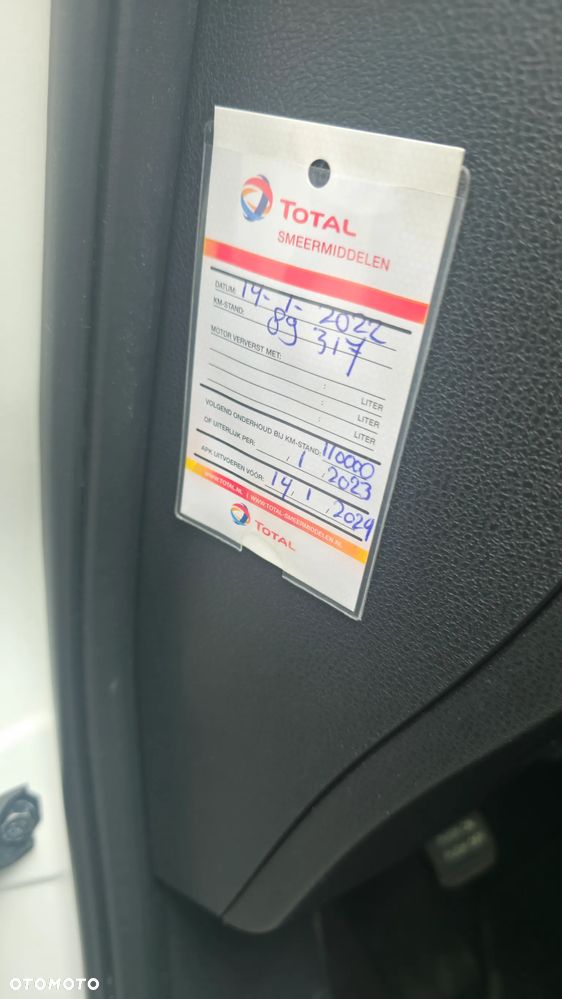 TOTAL
SMEERMIDDELEN
DATUM: 14-1-2022
KM-STAND: 89 317
MOTOR VERVERST MET:
: LITER
: LITER
: LITER
VOLGEND ONDERHOUD BIJ KM-STAND: 110000
OF UITERLIJK PER: , 1 , 2023
APK UITVOEREN VÓÓR: 14 , 1 , 2024
WWW.TOTAL.NL | WWW.TOTAL-SMEERMIDDELEN.NL
TOTAL
OTOMOTO